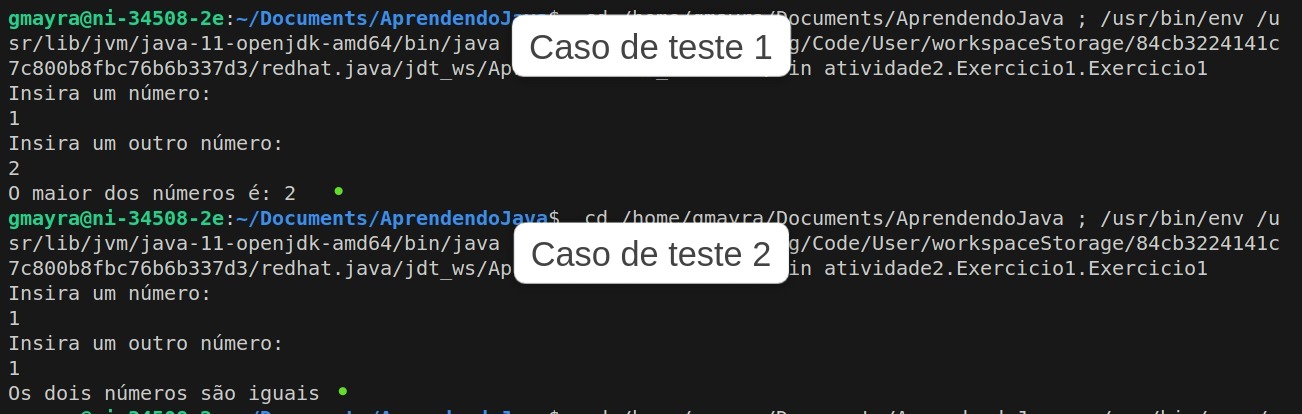 gmayra@ni-34508-2e:~/Documents/AprendendoJava$ cd /home/gmayra/Documents/AprendendoJava ; /usr/bin/env /u
sr/lib/jvm/java-11-openjdk-amd64/bin/java g/Code/User/workspaceStorage/84cb3224141c
Caso de teste 1
7c800b8fbc76b6b337d3/redhat.java/jdt_ws/Ap in atividade2.Exercicio1.Exercicio1
Insira um número:
1
Insira um outro número:
2
O maior dos números é: 2
gmayra@ni-34508-2e:~/Documents/AprendendoJava$ cd /home/gmayra/Documents/AprendendoJava ; /usr/bin/env /u
sr/lib/jvm/java-11-openjdk-amd64/bin/java g/Code/User/workspaceStorage/84cb3224141c
Caso de teste 2
7c800b8fbc76b6b337d3/redhat.java/jdt_ws/Ap in atividade2.Exercicio1.Exercicio1
Insira um número:
1
Insira um outro número:
1
Os dois números são iguais